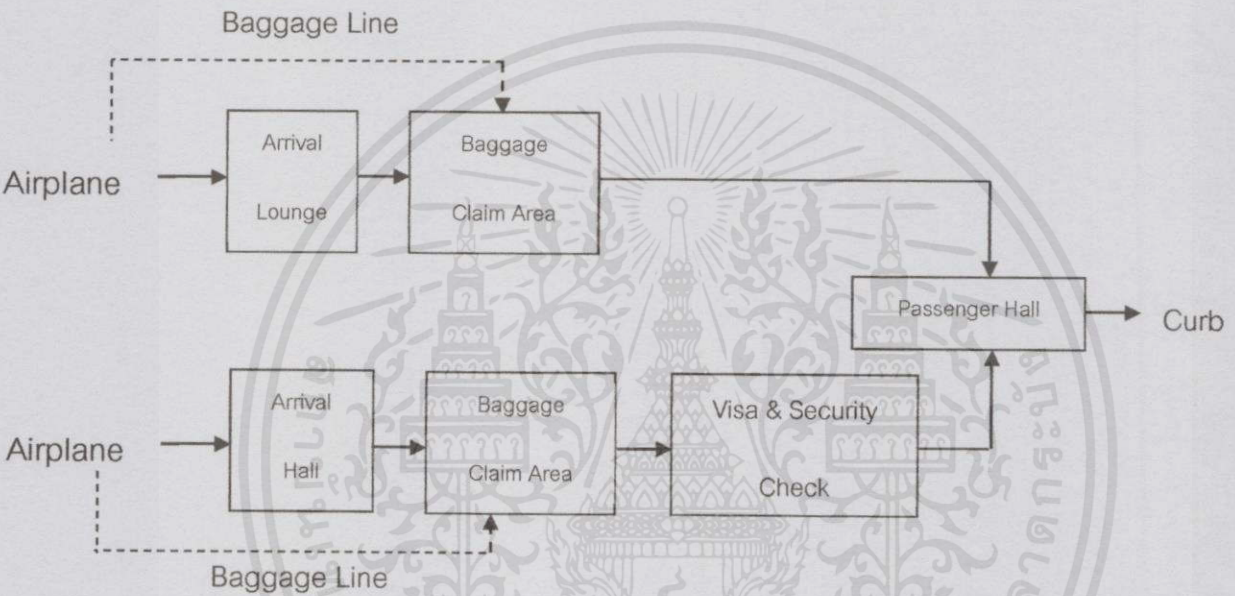 Baggage Line
Airplane
Arrival
Lounge
Baggage
Claim Area
Passenger Hall
Curb
Airplane
Arrival
Hall
Baggage
Claim Area
Visa & Security
Check
Baggage Line